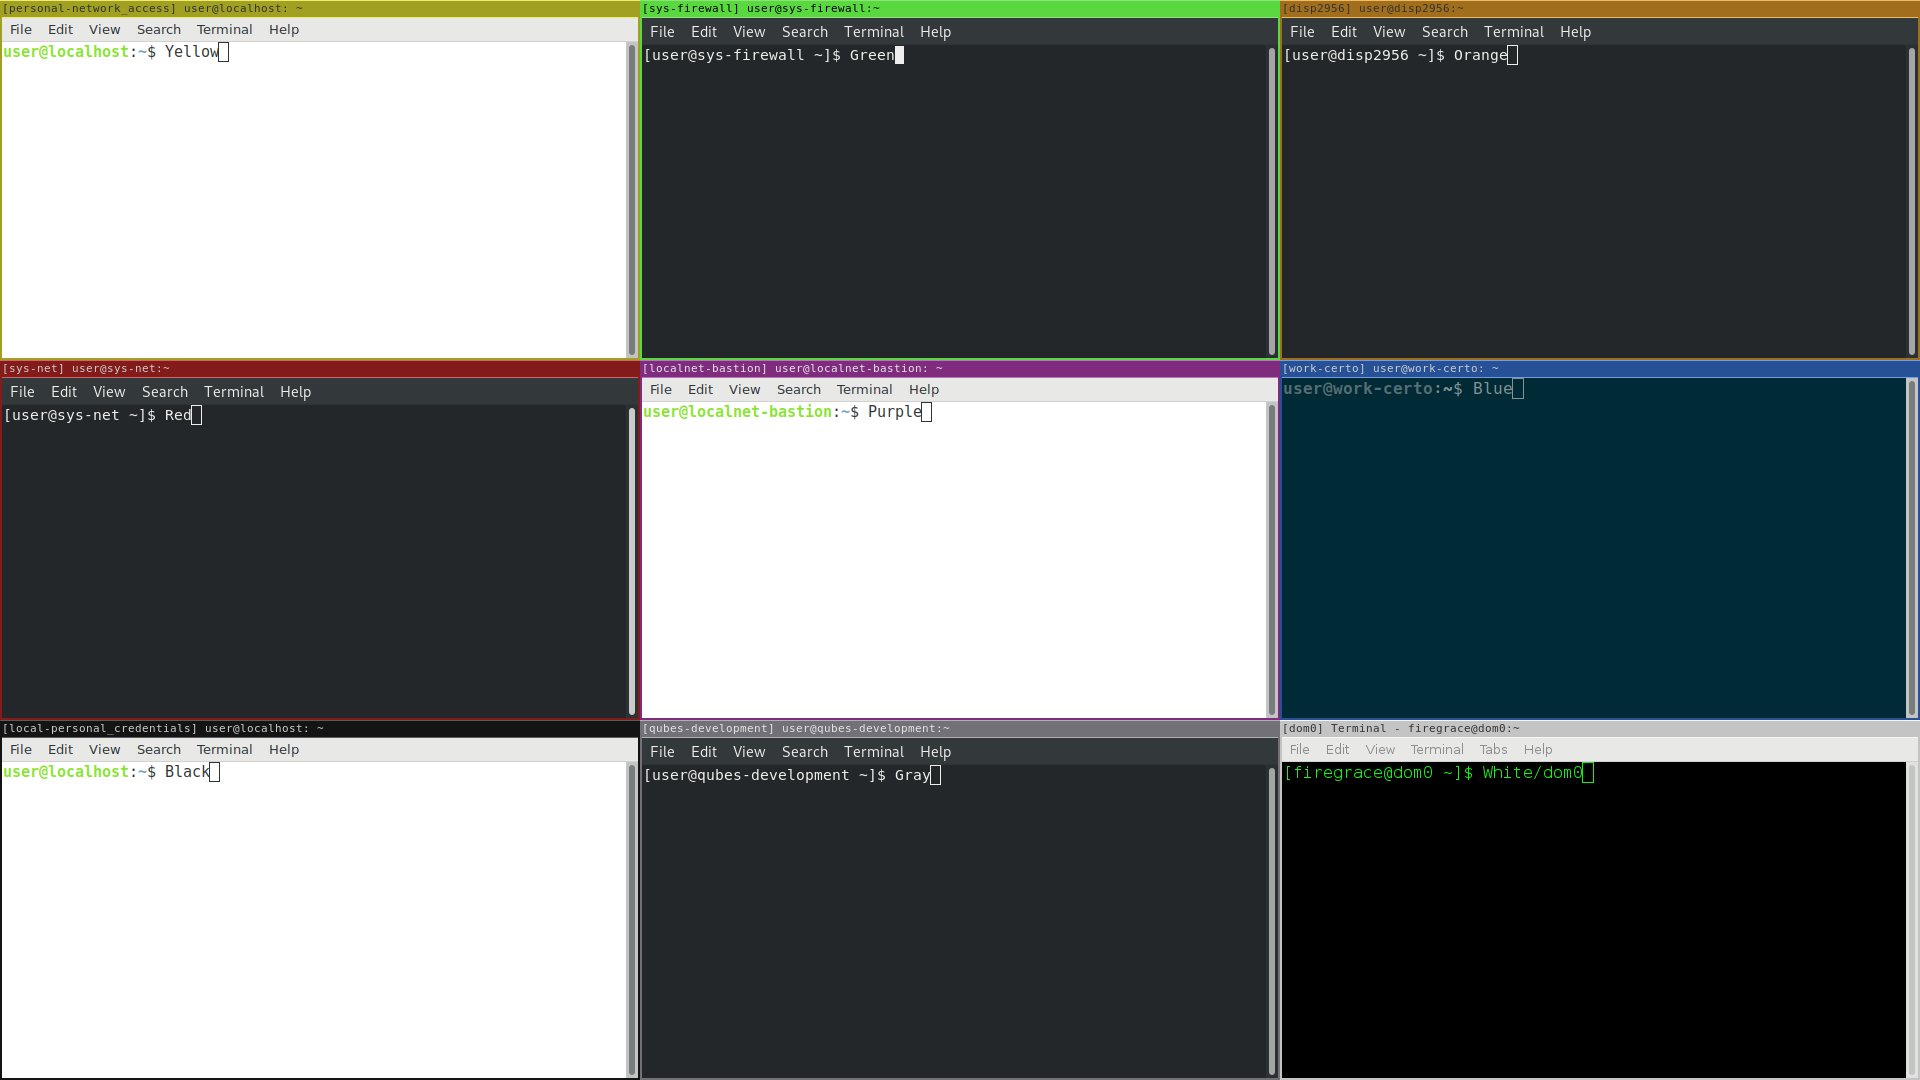 [personal-network_access] user@localhost: ~
File Edit View Search Terminal Help
user@localhost:~$ Yellow
[sys-firewall] user@sys-firewall:~
File Edit View Search Terminal Help
[user@sys-firewall ~]$ Green
[disp2956] user@disp2956:~
File Edit View Search Terminal Help
[user@disp2956 ~]$ Orange
[sys-net] user@sys-net:~
File Edit View Search Terminal Help
[user@sys-net ~]$ Red
[localnet-bastion] user@localnet-bastion: ~
File Edit View Search Terminal Help
user@localnet-bastion:~$ Purple
[work-certo] user@work-certo: ~
user@work-certo:~$ Blue
[local-personal_credentials] user@localhost: ~
File Edit View Search Terminal Help
user@localhost:~$ Black
[qubes-development] user@qubes-development:~
File Edit View Search Terminal Help
[user@qubes-development ~]$ Gray
[dom0] Terminal - firegrace@dom0:~
File Edit View Terminal Tabs Help
[firegrace@dom0 ~]$ White/dom0